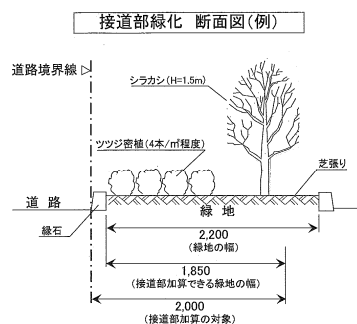 接道部緑化 断面図(例)
道路境界線 ▷
シラカシ(H=1.5m)
ツツジ密植(4本/㎡程度)
芝張り
道路
緑地
縁石
2,200
(緑地の幅)
1,850
(接道部加算できる緑地の幅)
2,000
(接道部加算の対象)